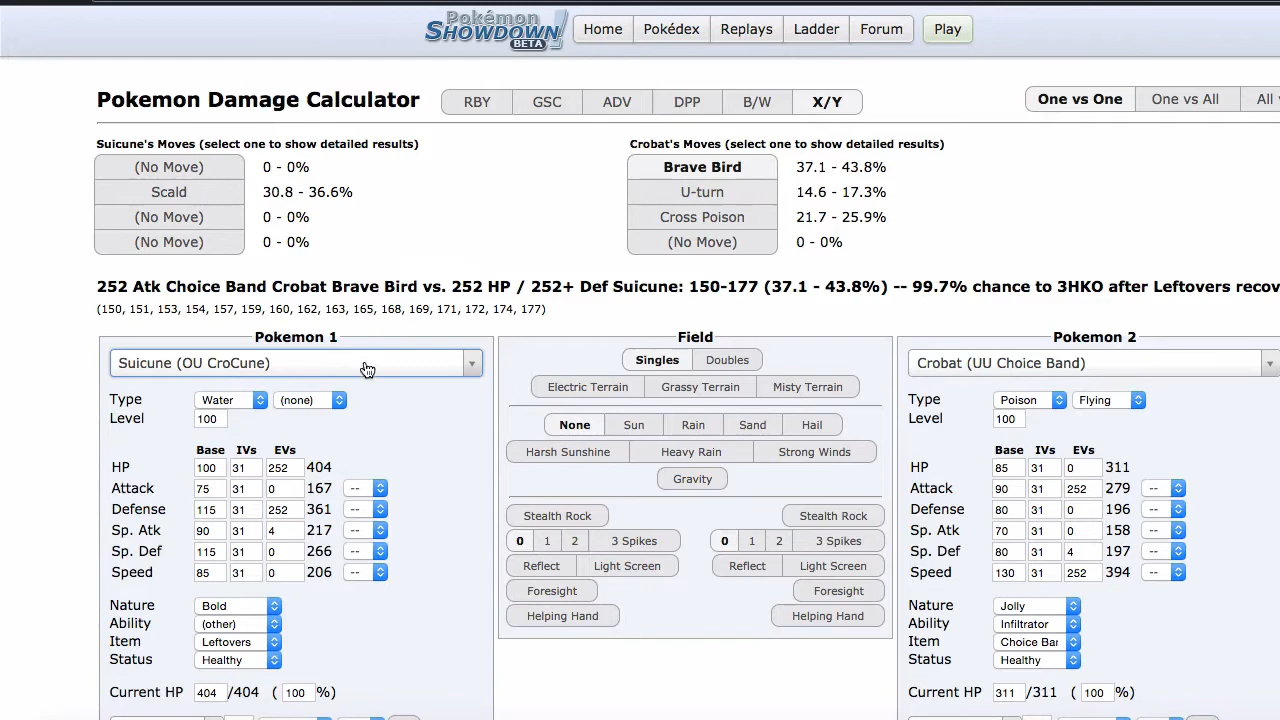 Pokémon
SHOWDOWN!
BETA
Home Pokédex Replays Ladder Forum Play
Pokemon Damage Calculator RBY GSC ADV DPP B/W X/Y One vs One One vs All All
Suicune's Moves (select one to show detailed results) Crobat's Moves (select one to show detailed results)
(No Move) 0 - 0% Brave Bird 37.1 - 43.8%
Scald 30.8 - 36.6% U-turn 14.6 - 17.3%
(No Move) 0 - 0% Cross Poison 21.7 - 25.9%
(No Move) 0 - 0% (No Move) 0 - 0%
252 Atk Choice Band Crobat Brave Bird vs. 252 HP / 252+ Def Suicune: 150-177 (37.1 - 43.8%) -- 99.7% chance to 3HKO after Leftovers recov
(150, 151, 153, 154, 157, 159, 160, 162, 163, 165, 168, 169, 171, 172, 174, 177)
Pokemon 1 Field Pokemon 2
Suicune (OU CroCune) Singles Doubles Crobat (UU Choice Band)
Electric Terrain Grassy Terrain Misty Terrain
Type Water (none) Type Poison Flying
Level 100 None Sun Rain Sand Hail Level 100
Base IVs EVs Harsh Sunshine Heavy Rain Strong Winds Base IVs EVs
HP 100 31 252 404 Gravity HP 85 31 0 311
Attack 75 31 0 167 -- Attack 90 31 252 279 --
Defense 115 31 252 361 -- Stealth Rock Stealth Rock Defense 80 31 0 196 --
Sp. Atk 90 31 4 217 -- 0 1 2 3 Spikes 0 1 2 3 Spikes Sp. Atk 70 31 0 158 --
Sp. Def 115 31 0 266 -- Reflect Light Screen Reflect Light Screen Sp. Def 80 31 4 197 --
Speed 85 31 0 206 -- Foresight Foresight Speed 130 31 252 394 --
Nature Bold Helping Hand Helping Hand Nature Jolly
Ability (other) Ability Infiltrator
Item Leftovers Item Choice Bar
Status Healthy Status Healthy
Current HP 404 /404 ( 100 %) Current HP 311 /311 ( 100 %)